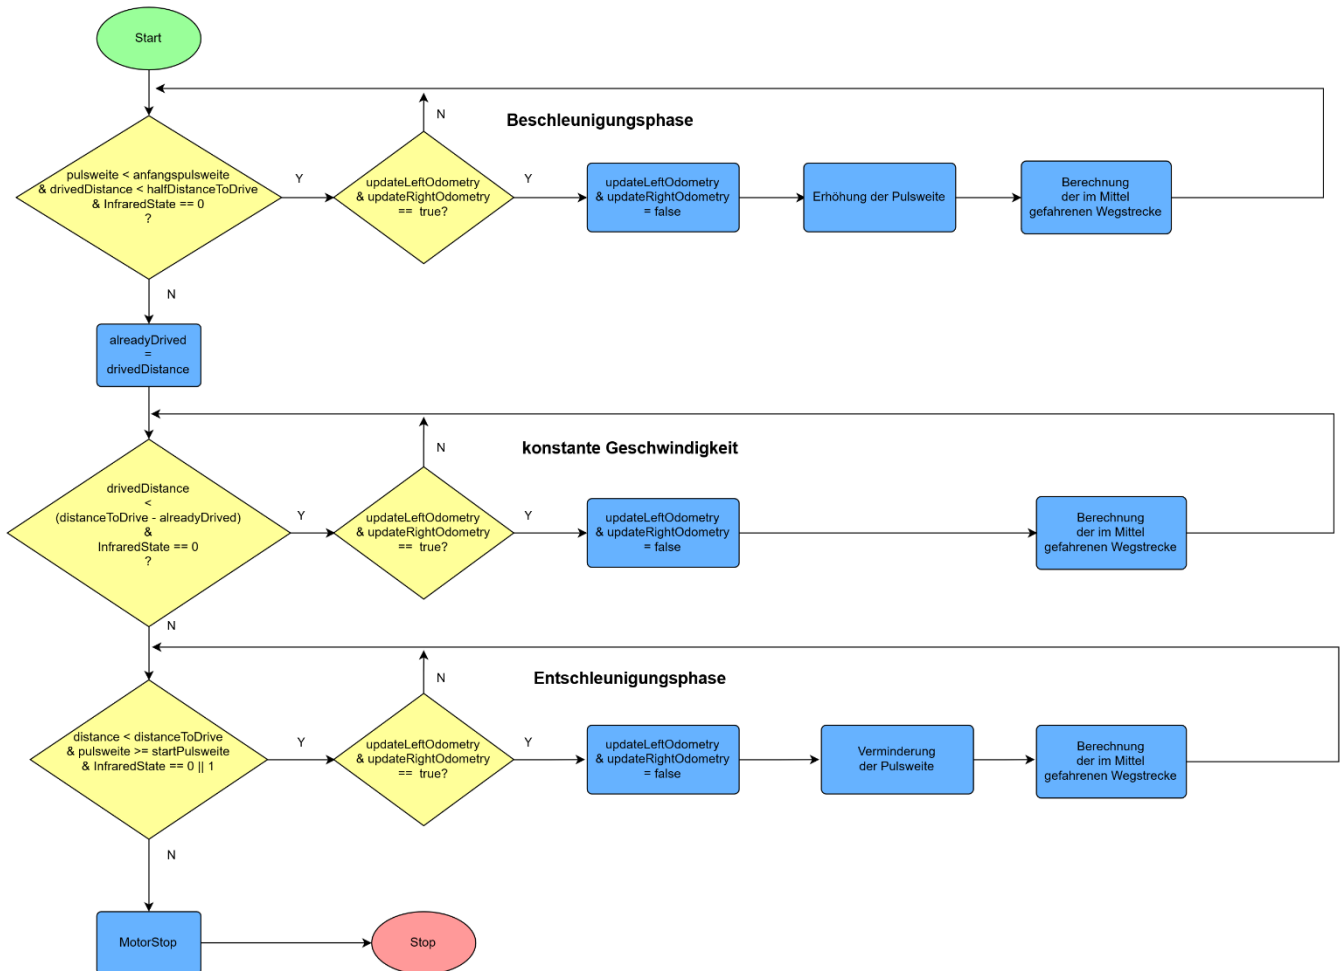 Start
N
Beschleunigungsphase
pulsweite < anfangspulsweite
& drivedDistance < halfDistanceToDrive
& InfraredState == 0
?
Y
updateLeftOdometry
& updateRightOdometry
== true?
Y
updateLeftOdometry
& updateRightOdometry
= false
Erhöhung der Pulsweite
Berechnung
der im Mittel
gefahrenen Wegstrecke
N
alreadyDrived
=
drivedDistance
N
konstante Geschwindigkeit
drivedDistance
<
(distanceToDrive - alreadyDrived)
&
InfraredState == 0
?
Y
updateLeftOdometry
& updateRightOdometry
== true?
Y
updateLeftOdometry
& updateRightOdometry
= false
Berechnung
der im Mittel
gefahrenen Wegstrecke
N
N
Entschleunigungsphase
distance < distanceToDrive
& pulsweite >= startPulsweite
& InfraredState == 0 || 1
Y
updateLeftOdometry
& updateRightOdometry
== true?
Y
updateLeftOdometry
& updateRightOdometry
= false
Verminderung
der Pulsweite
Berechnung
der im Mittel
gefahrenen Wegstrecke
N
MotorStop
Stop